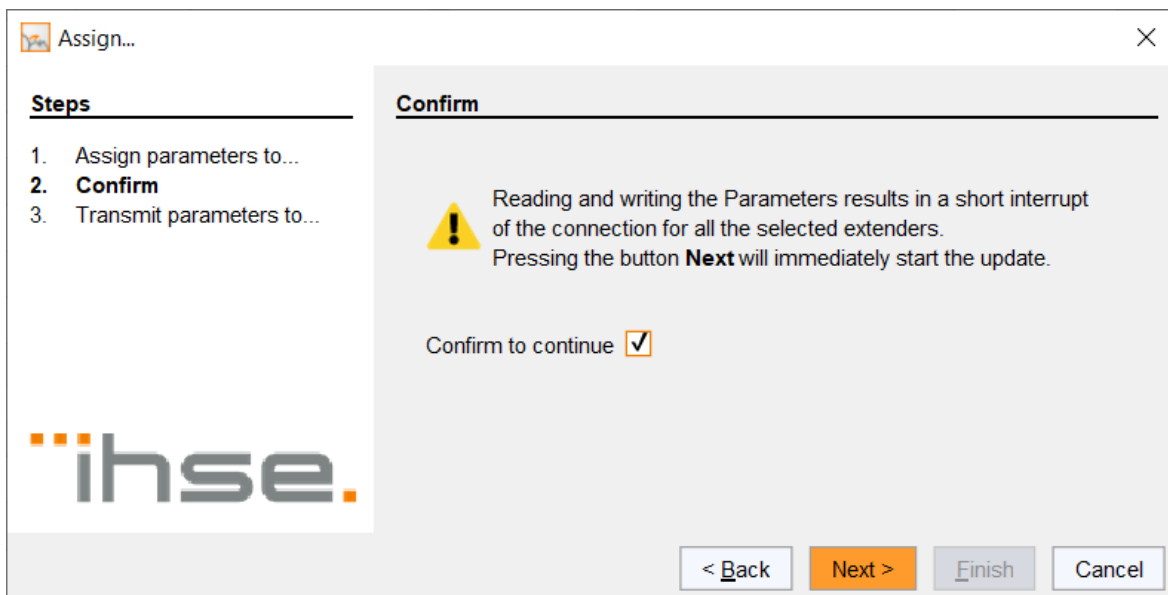 Assign...
Steps
1. Assign parameters to...
2. Confirm
3. Transmit parameters to...
Confirm
Reading and writing the Parameters results in a short interrupt
of the connection for all the selected extenders.
Pressing the button Next will immediately start the update.
Confirm to continue
ihse.
< Back
Next >
Finish
Cancel